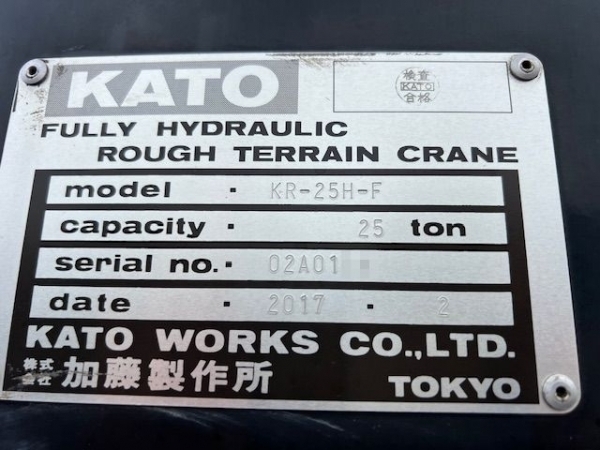 KATO
検査
KATO
合格
FULLY HYDRAULIC
ROUGH TERRAIN CRANE
model · KR-25H-F
capacity · 25 ton
serial no. · 02A01
date · 2017 · 2
KATO WORKS CO.,LTD.
株式会社 加藤製作所 TOKYO